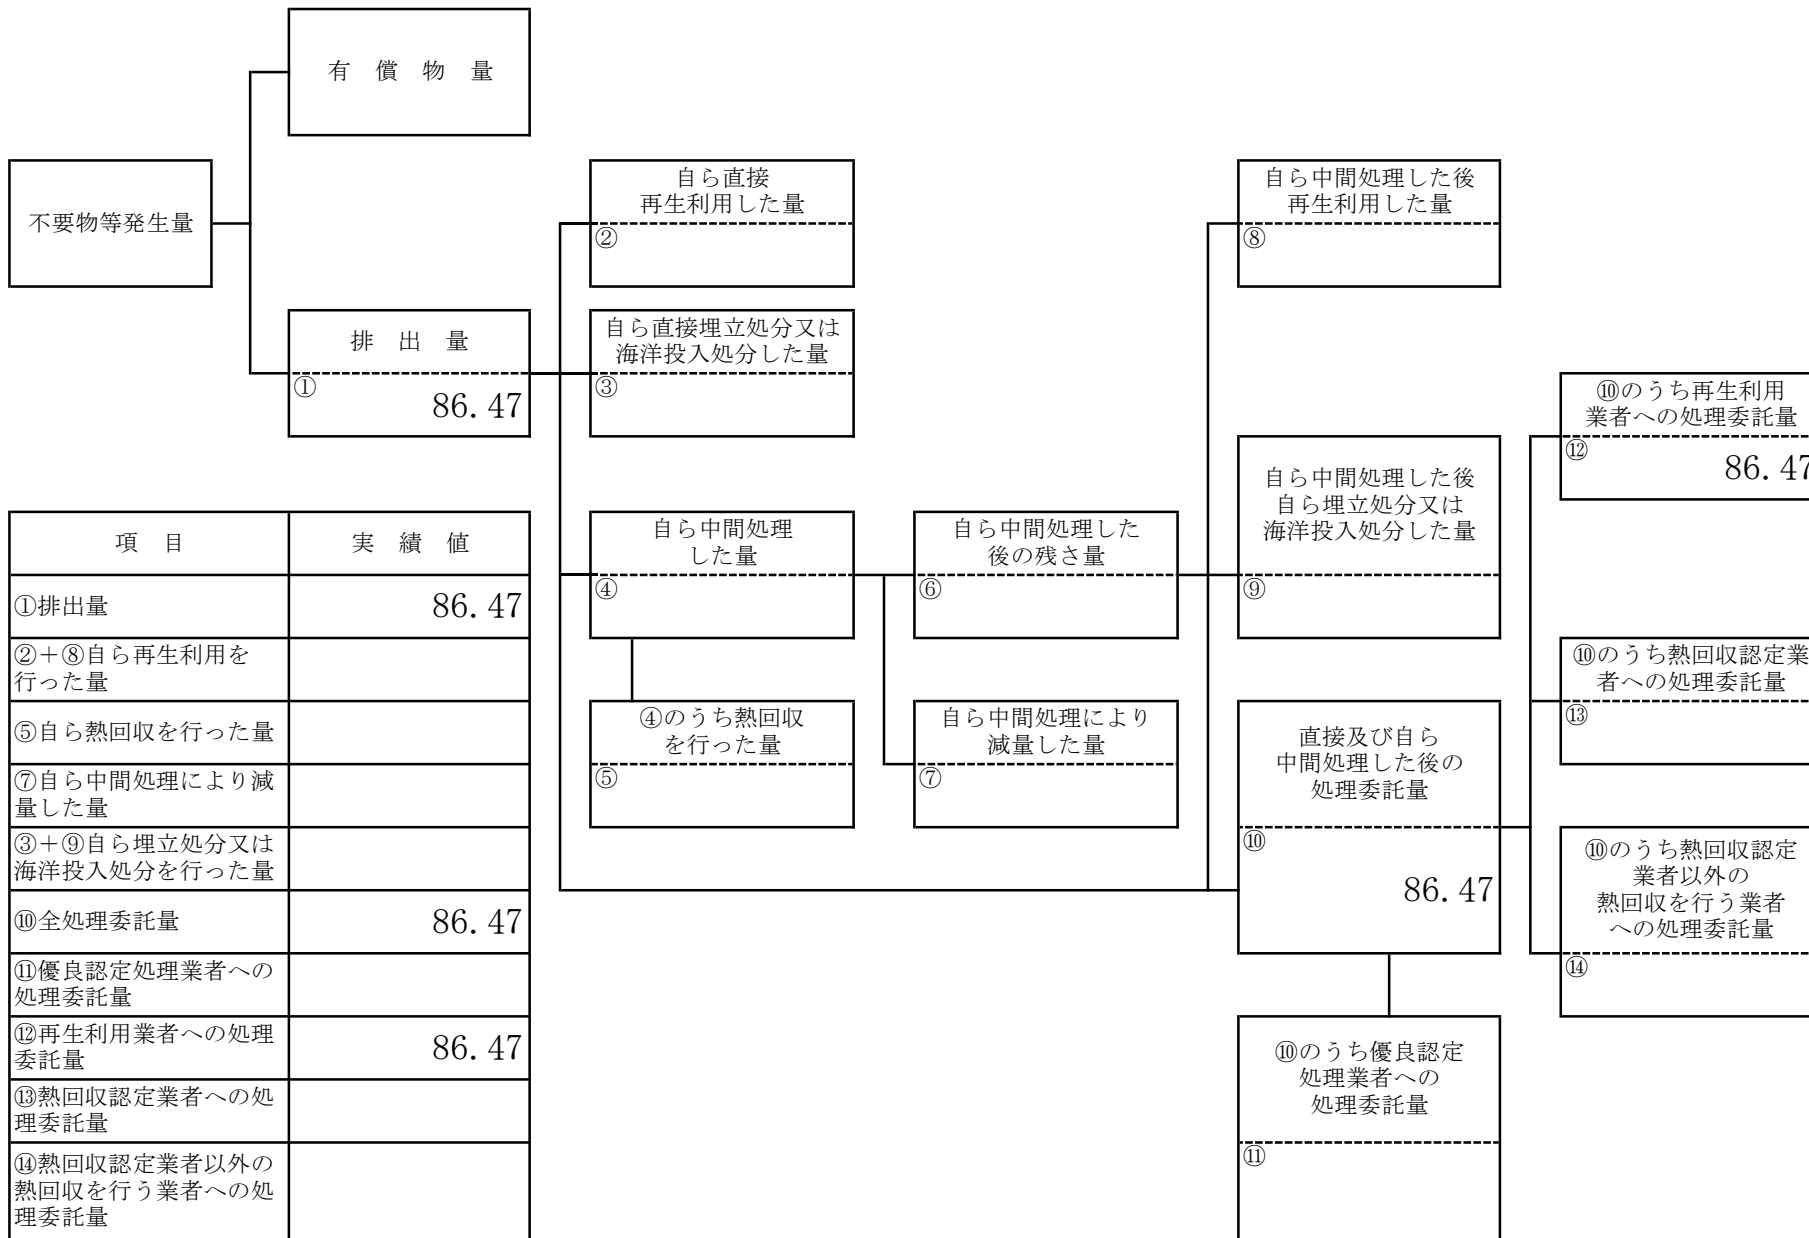 有 償 物 量
不要物等発生量
自ら直接
再生利用した量
②
自ら中間処理した後
再生利用した量
⑧
排 出 量
①
86.47
自ら直接埋立処分又は
海洋投入処分した量
③
⑩のうち再生利用
業者への処理委託量
⑫
86.47
自ら中間処理した後
自ら埋立処分又は
海洋投入処分した量
⑨
自ら中間処理
した量
④
自ら中間処理した
後の残さ量
⑥
④のうち熱回収
を行った量
⑤
自ら中間処理により
減量した量
⑦
直接及び自ら
中間処理した後の
処理委託量
⑩
86.47
⑩のうち熱回収認定業
者への処理委託量
⑬
⑩のうち熱回収認定
業者以外の
熱回収を行う業者
への処理委託量
⑭
⑩のうち優良認定
処理業者への
処理委託量
⑪
項 目 実 績 値
①排出量 86.47
②＋⑧自ら再生利用を
行った量
⑤自ら熱回収を行った量
⑦自ら中間処理により減
量した量
③＋⑨自ら埋立処分又は
海洋投入処分を行った量
⑩全処理委託量 86.47
⑪優良認定処理業者への
処理委託量
⑫再生利用業者への処理
委託量 86.47
⑬熱回収認定業者への処
理委託量
⑭熱回収認定業者以外の
熱回収を行う業者への処
理委託量